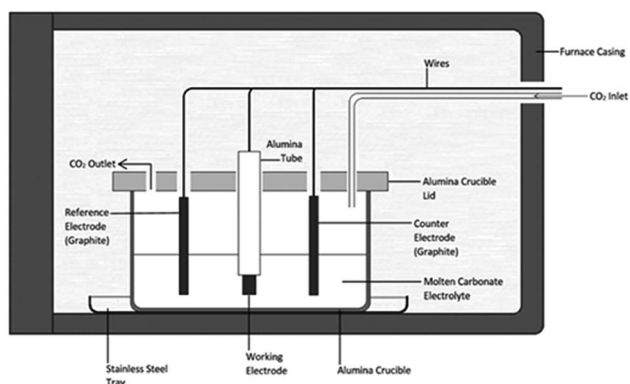 Furnace Casing
Wires
CO₂ Inlet
Alumina
Tube
CO₂ Outlet
Alumina Crucible
Lid
Reference
Electrode
(Graphite)
Counter
Electrode
(Graphite)
Molten Carbonate
Electrolyte
Stainless Steel
Tray
Working
Electrode
Alumina Crucible